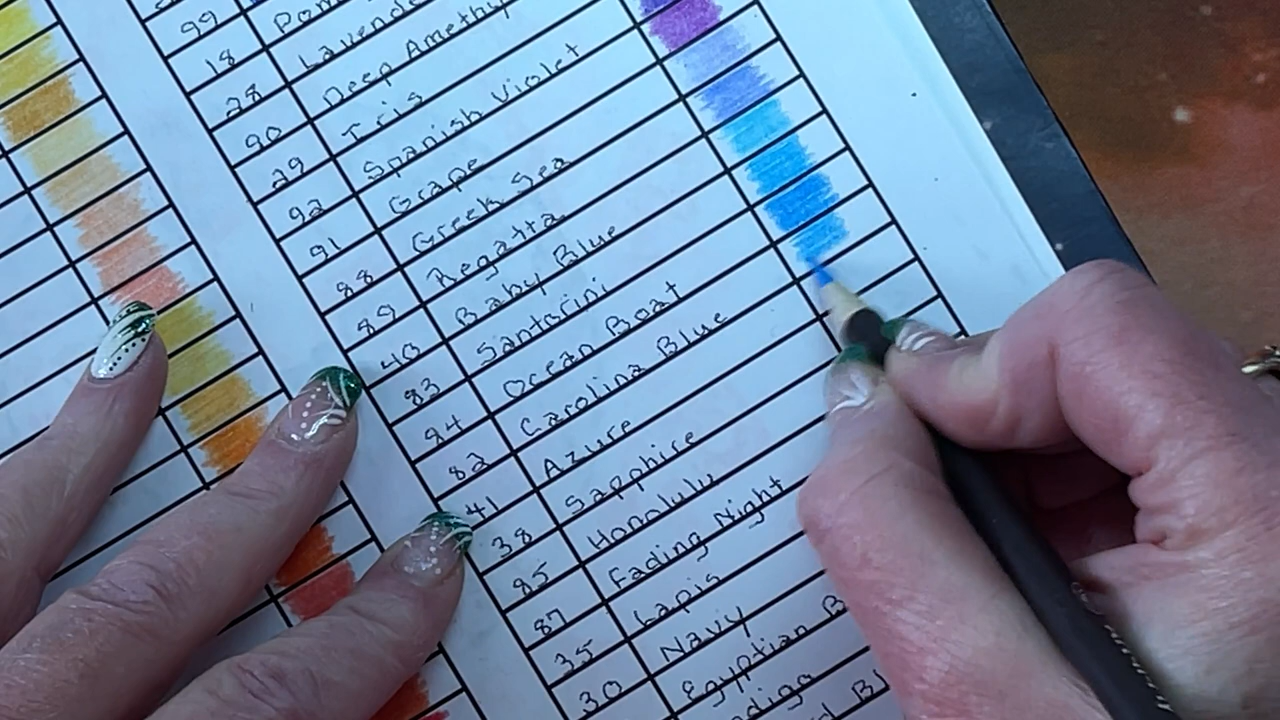 99
18 Lavende
28 Deep Amethy
90 Iris
29 Spanish Violet
92 Grape
91 Greek Sea
88 Regatta
89 Baby Blue
40 Santorini
83 Ocean Boat
84 Carolina Blue
82 Azure
41 Sapphire
38 Honolulu
85 Fading Night
87 Lapis
35 Navy
30 Egyptian B